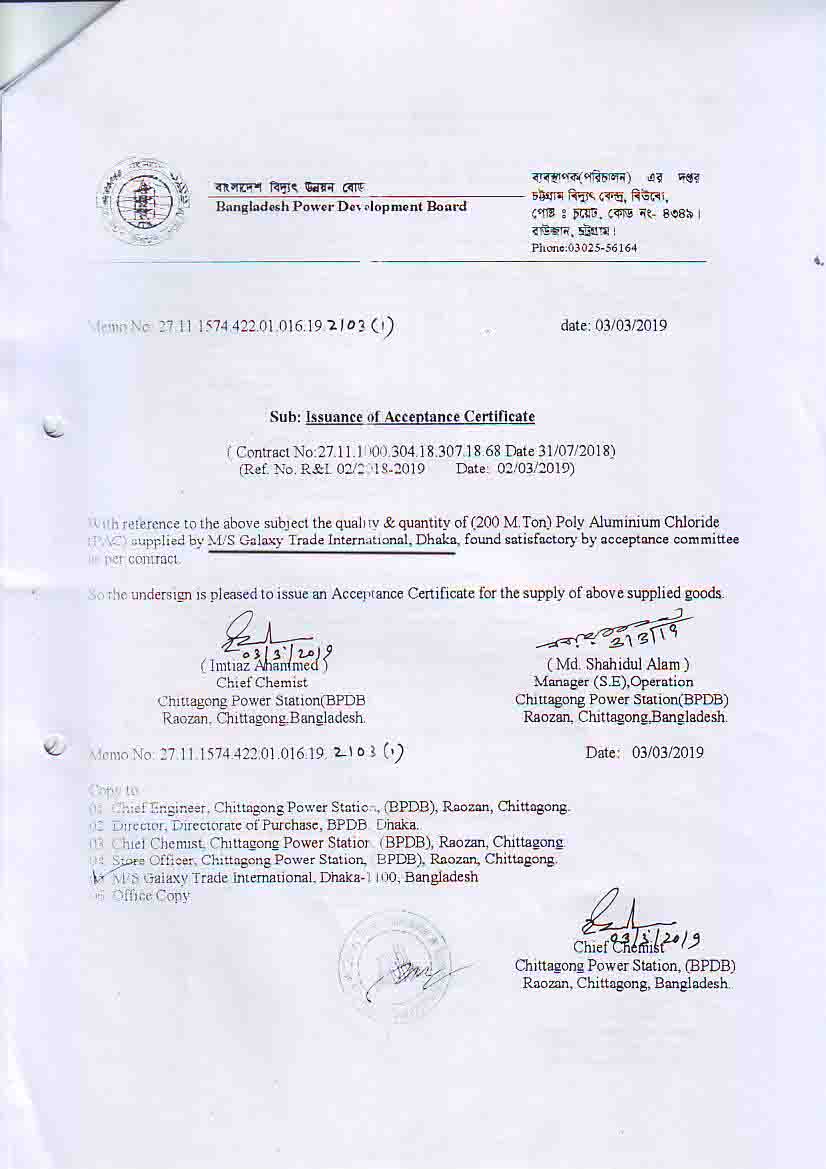 বাংলাদেশ বিদ্যুৎ উন্নয়ন বোর্ড
Bangladesh Power Development Board
ব্যবস্থাপক(পরিচালন) এর দপ্তর
চট্টগ্রাম বিদ্যুৎ কেন্দ্র, বিউবো,
পোষ্ট ঃ চুয়েট, কোড নং- ৪৩৪৯।
রাউজান, চট্টগ্রাম।
Phone:03025-56164
Memo No: 27.11.1574.422.01.016.19.2103(1) date: 03/03/2019
Sub: Issuance of Acceptance Certificate
( Contract No:27.11.1000.304.18.307.18.68 Date 31/07/2018)
(Ref. No. R&I. 02/2018-2019 Date: 02/03/2019)
With reference to the above subject the quality & quantity of (200 M.Ton) Poly Aluminium Chloride
(PAC) supplied by M/S Galaxy Trade International, Dhaka, found satisfactory by acceptance committee
as per contract.
So the undersign is pleased to issue an Acceptance Certificate for the supply of above supplied goods.
03/3/2019
3/3/19
( Imtiaz Ahammed )
Chief Chemist
Chittagong Power Station(BPDB
Raozan, Chittagong,Bangladesh.
( Md. Shahidul Alam )
Manager (S.E),Operation
Chittagong Power Station(BPDB)
Raozan, Chittagong,Bangladesh.
Memo No: 27.11.1574.422.01.016.19. 2103(1) Date: 03/03/2019
Copy to
01. Chief Engineer, Chittagong Power Station, (BPDB), Raozan, Chittagong.
02. Director, Directorate of Purchase, BPDB, Dhaka.
03. Chief Chemist, Chittagong Power Station (BPDB), Raozan, Chittagong
04. Store Officer, Chittagong Power Station, BPDB), Raozan, Chittagong.
M/S Galaxy Trade International, Dhaka-1100, Bangladesh
06. Office Copy
03/3/2019
Chief Chemist
Chittagong Power Station, (BPDB)
Raozan, Chittagong, Bangladesh.